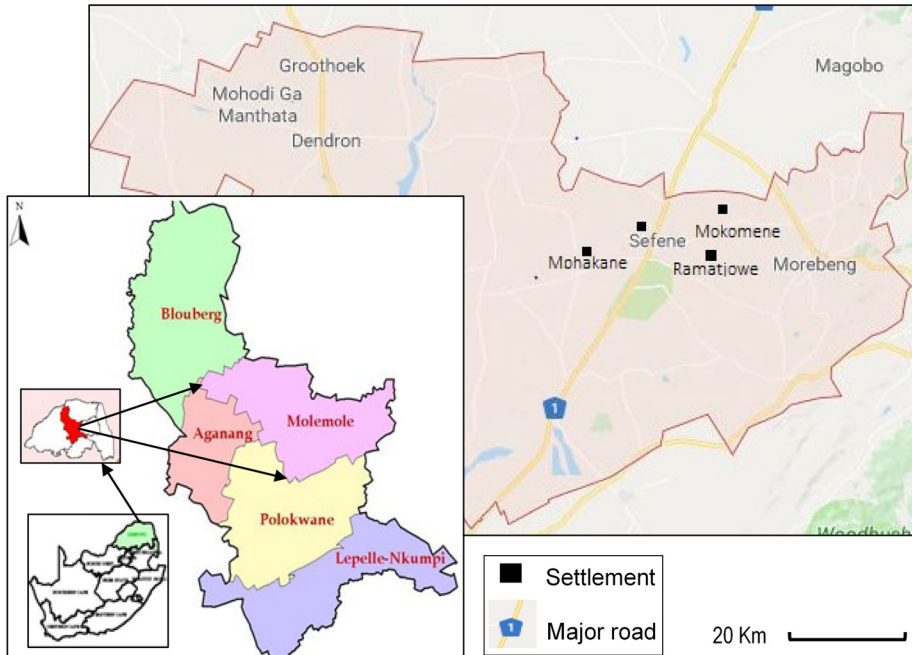 Groothoek
Magobo
Mohodi Ga
Manthata
Dendron
N
Mokomene
Sefene
Mohakane
Ramatjowe
Morebeng
Blouberg
1
Molemole
Aganang
Polokwane
Lepelle-Nkumpi
Settlement
1
Major road
20 Km